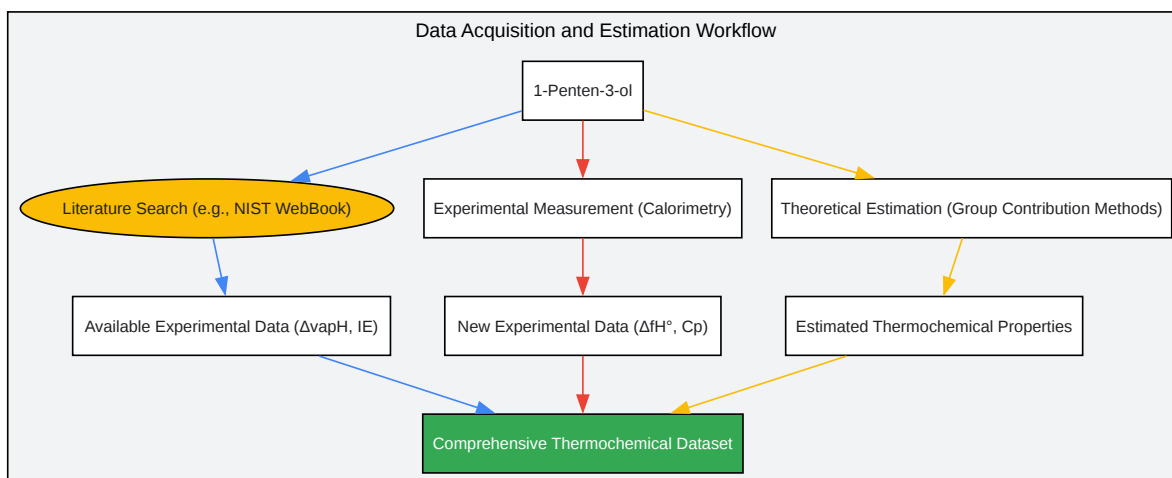 Data Acquisition and Estimation Workflow
1-Penten-3-ol
Literature Search (e.g., NIST WebBook)
Experimental Measurement (Calorimetry)
Theoretical Estimation (Group Contribution Methods)
Available Experimental Data (ΔvapH, IE)
New Experimental Data (ΔfH°, Cp)
Estimated Thermochemical Properties
Comprehensive Thermochemical Dataset